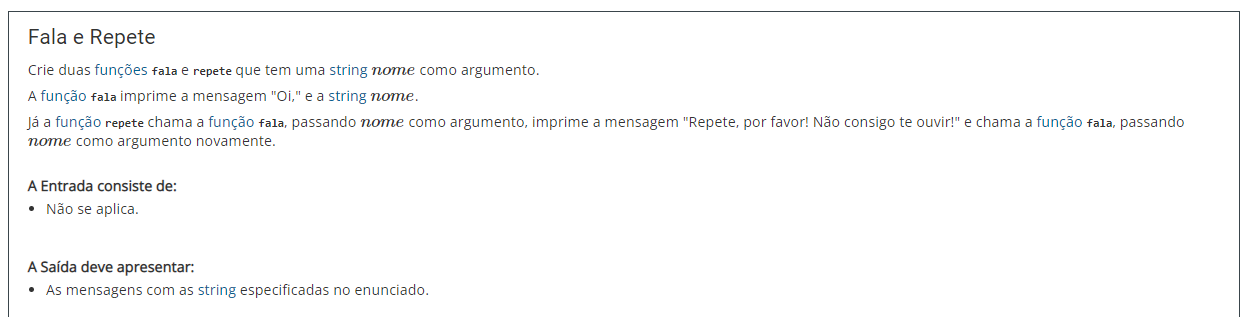 Fala e Repete
Crie duas funções fala e repete que tem uma string nome como argumento.
A função fala imprime a mensagem "Oi," e a string nome.
Já a função repete chama a função fala, passando nome como argumento, imprime a mensagem "Repete, por favor! Não consigo te ouvir!" e chama a função fala, passando
nome como argumento novamente.
A Entrada consiste de:
• Não se aplica.
A Saída deve apresentar:
• As mensagens com as string especificadas no enunciado.